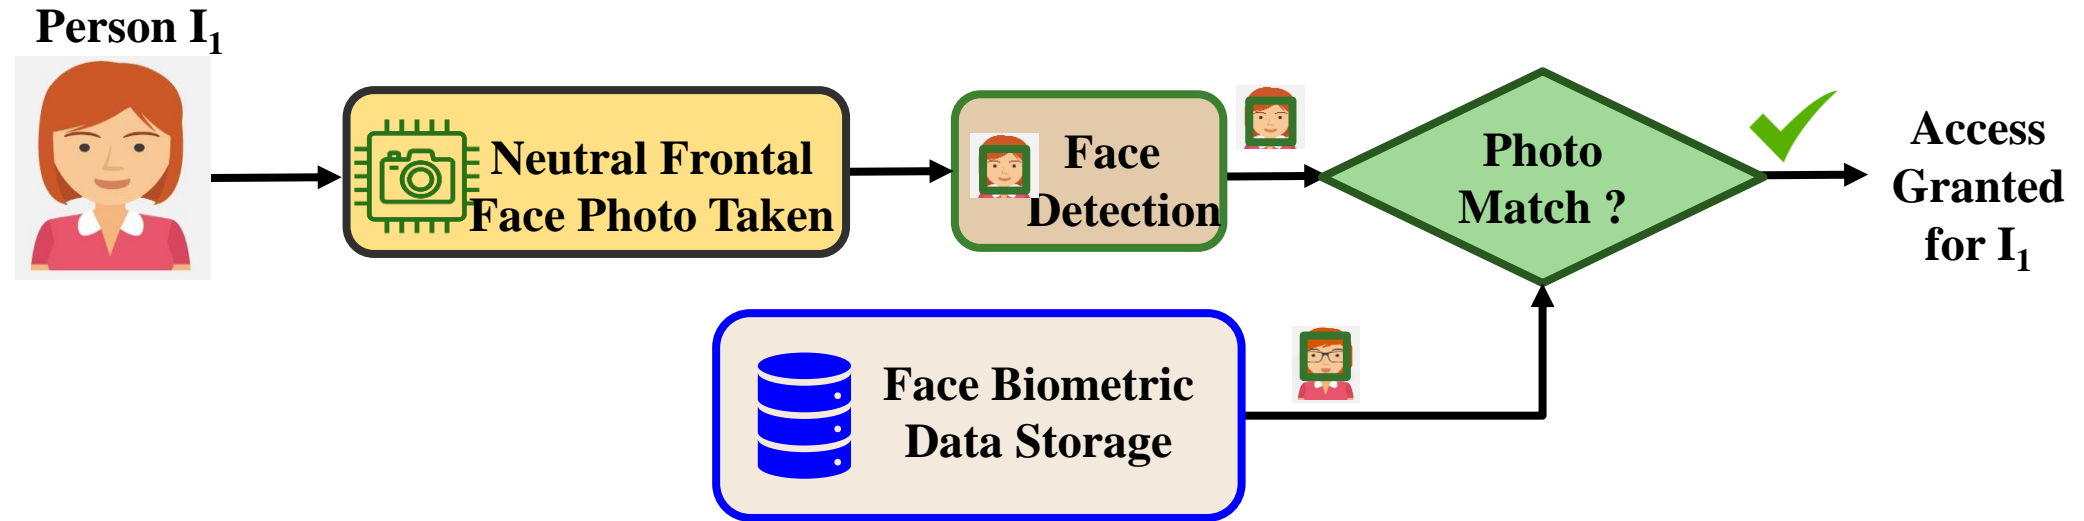 Person I₁
Neutral Frontal
Face Photo Taken
Face
Detection
Photo
Match ?
Access
Granted
for I₁
Face Biometric
Data Storage